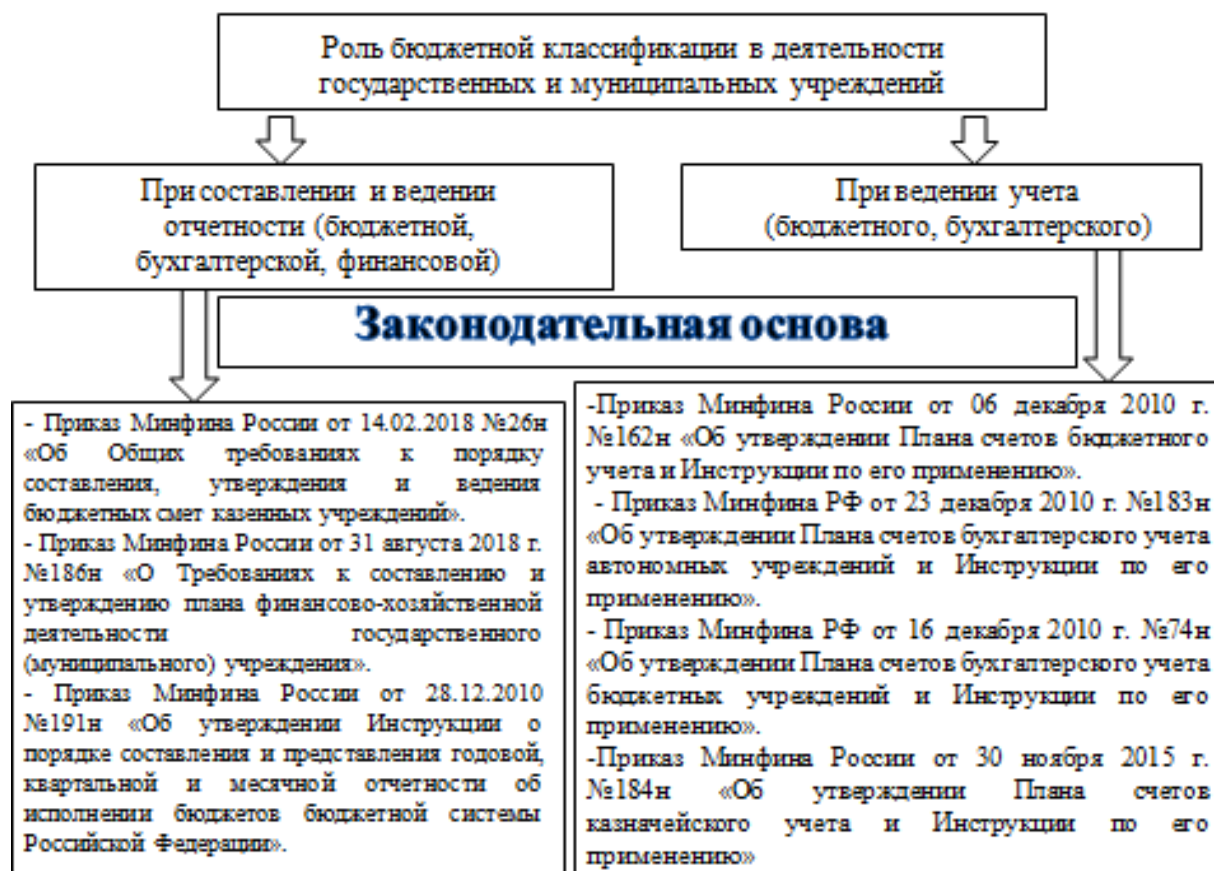 Роль бюджетной классификации в деятельности
государственных и муниципальных учреждений
При составлении и ведении
отчетности (бюджетной,
бухгалтерской, финансовой)
При ведении учета
(бюджетного, бухгалтерского)
Законодательная основа
- Приказ Минфина России от 14.02.2018 №26н
«Об Общих требованиях к порядку
составления, утверждения и ведения
бюджетных смет казенных учреждений».
- Приказ Минфина России от 31 августа 2018 г.
№186н «О Требованиях к составлению и
утверждению плана финансово-хозяйственной
деятельности государственного
(муниципального) учреждения».
- Приказ Минфина России от 28.12.2010
№191н «Об утверждении Инструкции о
порядке составления и представления годовой,
квартальной и месячной отчетности об
исполнении бюджетов бюджетной системы
Российской Федерации».
-Приказ Минфина России от 06 декабря 2010 г.
№162н «Об утверждении Плана счетов бюджетного
учета и Инструкции по его применению».
- Приказ Минфина РФ от 23 декабря 2010 г. №183н
«Об утверждении Плана счетов бухгалтерского учета
автономных учреждений и Инструкции по его
применению».
- Приказ Минфина РФ от 16 декабря 2010 г. №74н
«Об утверждении Плана счетов бухгалтерского учета
бюджетных учреждений и Инструкции по его
применению».
-Приказ Минфина России от 30 ноября 2015 г.
№184н «Об утверждении Плана счетов
казначейского учета и Инструкции по его
применению»